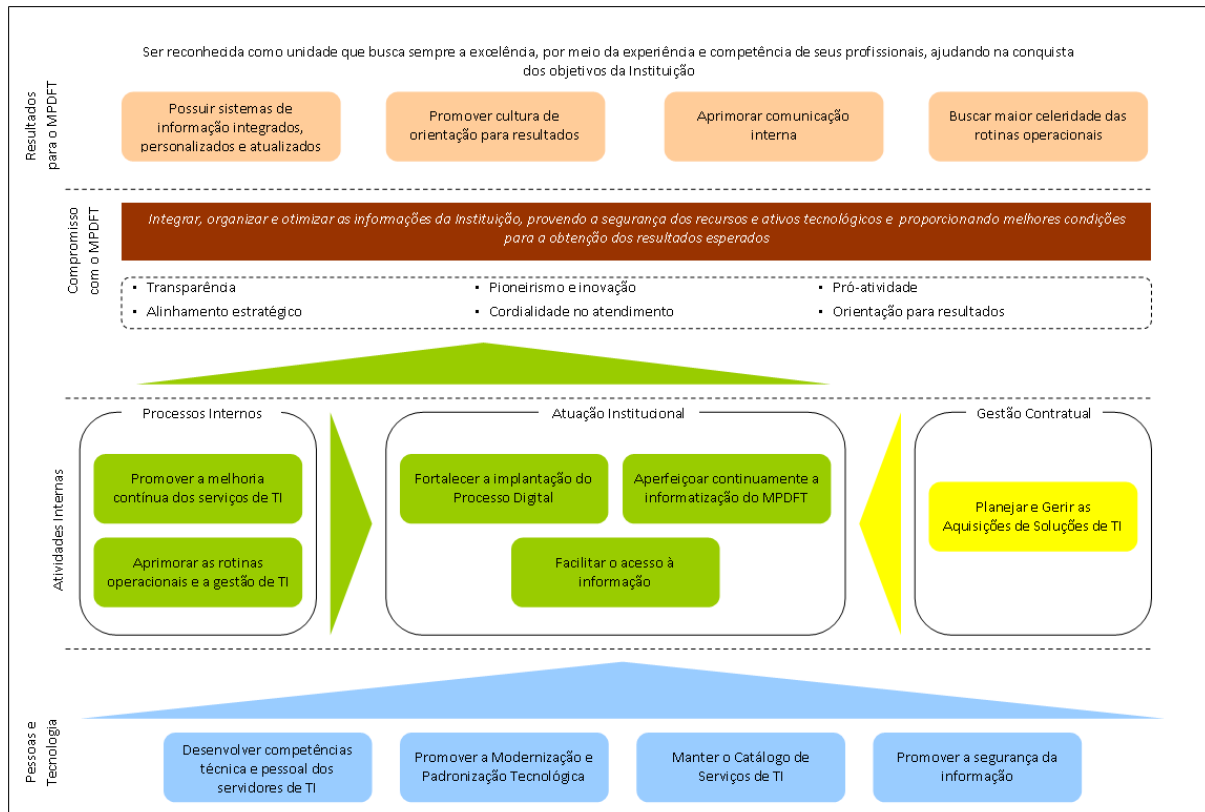 Ser reconhecida como unidade que busca sempre a excelência, por meio da experiência e competência de seus profissionais, ajudando na conquista
dos objetivos da Instituição
Resultados
para o MPDFT
Possuir sistemas de
informação integrados,
personalizados e atualizados
Promover cultura de
orientação para resultados
Aprimorar comunicação
interna
Buscar maior celeridade das
rotinas operacionais
Compromisso
com o MPDFT
Integrar, organizar e otimizar as informações da Instituição, provendo a segurança dos recursos e ativos tecnológicos e proporcionando melhores condições
para a obtenção dos resultados esperados
▪ Transparência
▪ Pioneirismo e inovação
▪ Pró-atividade
▪ Alinhamento estratégico
▪ Cordialidade no atendimento
▪ Orientação para resultados
Atividades Internas
Processos Internos
Promover a melhoria
contínua dos serviços de TI
Aprimorar as rotinas
operacionais e a gestão de TI
Atuação Institucional
Fortalecer a implantação do
Processo Digital
Aperfeiçoar continuamente a
informatização do MPDFT
Facilitar o acesso à
informação
Gestão Contratual
Planejar e Gerir as
Aquisições de Soluções de TI
Pessoas e
Tecnologia
Desenvolver competências
técnica e pessoal dos
servidores de TI
Promover a Modernização e
Padronização Tecnológica
Manter o Catálogo de
Serviços de TI
Promover a segurança da
informação